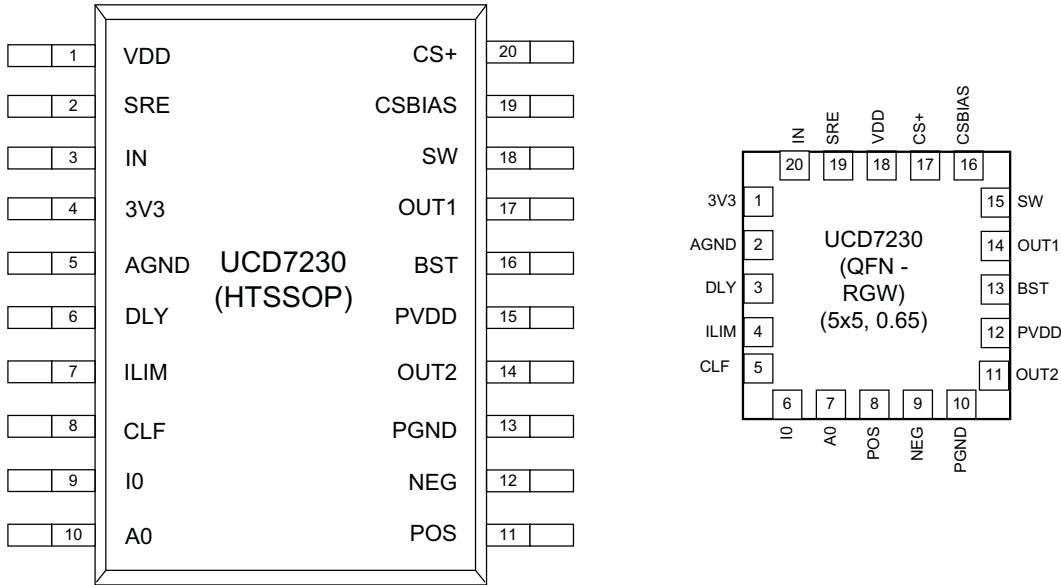 1 VDD CS+ 20
2 SRE CSBIAS 19
3 IN SW 18
4 3V3 OUT1 17
5 AGND BST 16
6 DLY PVDD 15
7 ILIM OUT2 14
8 CLF PGND 13
9 I0 NEG 12
10 A0 POS 11
UCD7230
(HTSSOP)
IN SRE VDD CS+ CSBIAS
20 19 18 17 16
3V3 1 15 SW
AGND 2 14 OUT1
DLY 3 13 BST
ILIM 4 12 PVDD
CLF 5 11 OUT2
UCD7230
(QFN -
RGW)
(5x5, 0.65)
6 7 8 9 10
I0 A0 POS NEG PGND